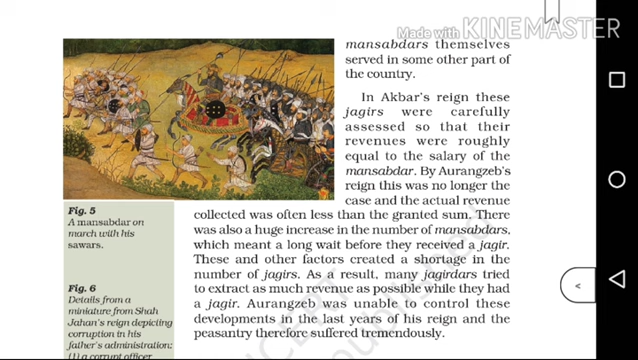 Made with KINEMASTER
mansabdars themselves
served in some other part of
the country.
In Akbar's reign these
jagirs were carefully
assessed so that their
revenues were roughly
equal to the salary of the
mansabdar. By Aurangzeb's
reign this was no longer the
case and the actual revenue
collected was often less than the granted sum. There
was also a huge increase in the number of mansabdars,
which meant a long wait before they received a jagir.
These and other factors created a shortage in the
number of jagirs. As a result, many jagirdars tried
to extract as much revenue as possible while they had
a jagir. Aurangzeb was unable to control these
developments in the last years of his reign and the
peasantry therefore suffered tremendously.
Fig. 5
A mansabdar on
march with his
sawars.
Fig. 6
Details from a
miniature from Shah
Jahan's reign depicting
corruption in his
father's administration:
(1) a corrupt officer